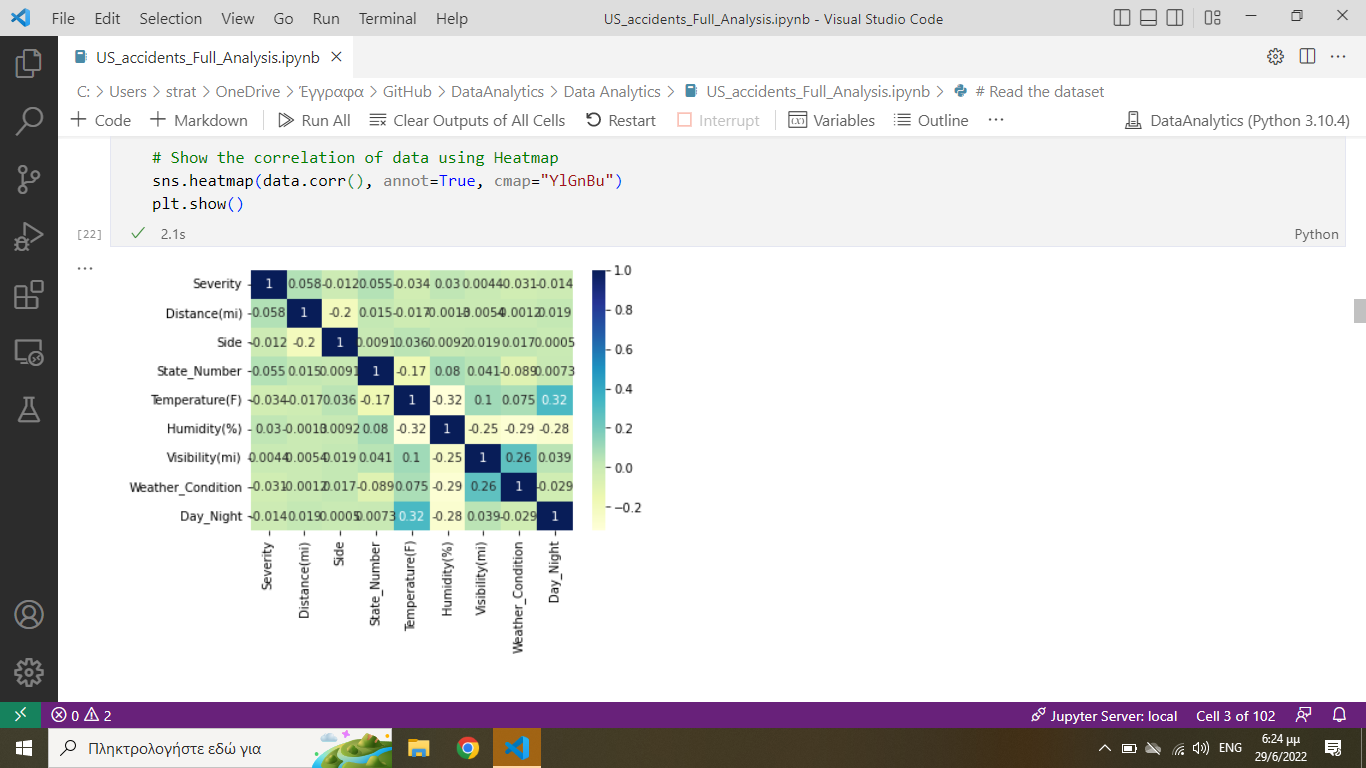 File Edit Selection View Go Run Terminal Help US_accidents_Full_Analysis.ipynb - Visual Studio Code
US_accidents_Full_Analysis.ipynb
C: > Users > strat > OneDrive > Έγγραφα > GitHub > DataAnalytics > Data Analytics > US_accidents_Full_Analysis.ipynb > # Read the dataset
+ Code + Markdown Run All Clear Outputs of All Cells Restart Interrupt Variables Outline ... DataAnalytics (Python 3.10.4)
# Show the correlation of data using Heatmap
sns.heatmap(data.corr(), annot=True, cmap="YlGnBu")
plt.show()
[22] 2.1s Python
...
Severity 1 0.058 -0.012 0.055 -0.034 0.03 0.0044 -0.031 -0.014
Distance(mi) 0.058 1 -0.2 0.015 -0.017 -0.0013 -0.0054 -0.0012 0.019
Side -0.012 -0.2 1 0.0091 0.036 0.0092 0.019 0.017 0.0005
State_Number 0.055 0.015 0.0091 1 -0.17 0.08 0.041 -0.089 0.0073
Temperature(F) -0.034 -0.017 0.036 -0.17 1 -0.32 0.1 0.075 0.32
Humidity(%) 0.03 -0.0013 0.0092 0.08 -0.32 1 -0.25 -0.29 -0.28
Visibility(mi) 0.0044 -0.0054 0.019 0.041 0.1 -0.25 1 0.26 0.039
Weather_Condition -0.031 -0.0012 0.017 -0.089 0.075 -0.29 0.26 1 -0.029
Day_Night -0.014 0.019 0.0005 0.0073 0.32 -0.28 0.039 -0.029 1
Severity
Distance(mi)
Side
State_Number
Temperature(F)
Humidity(%)
Visibility(mi)
Weather_Condition
Day_Night
1.0
0.8
0.6
0.4
0.2
0.0
−0.2
0 2 Jupyter Server: local Cell 3 of 102
Πληκτρολογήστε εδώ για ENG 6:24 μμ
29/6/2022